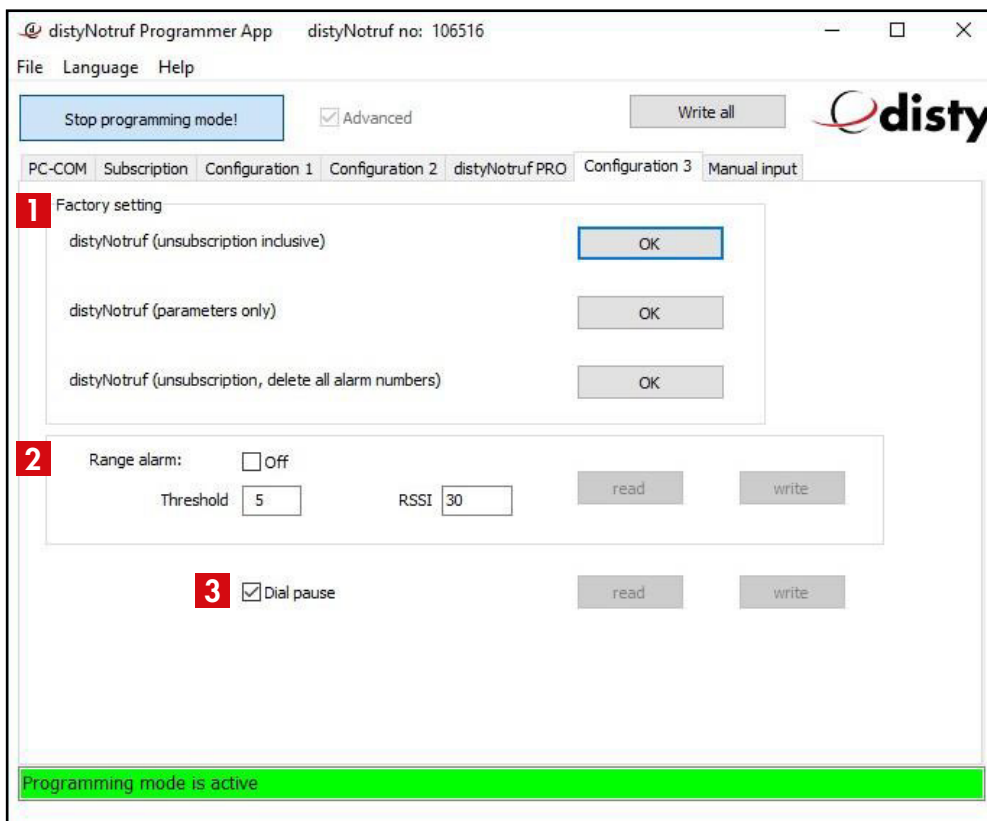 distyNotruf Programmer App distyNotruf no: 106516
File Language Help
Stop programming mode! Advanced Write all disty
PC-COM Subscription Configuration 1 Configuration 2 distyNotruf PRO Configuration 3 Manual input
1 Factory setting
distyNotruf (unsubscription inclusive) OK
distyNotruf (parameters only) OK
distyNotruf (unsubscription, delete all alarm numbers) OK
2 Range alarm: Off
Threshold 5 RSSI 30 read write
3 Dial pause read write
Programming mode is active